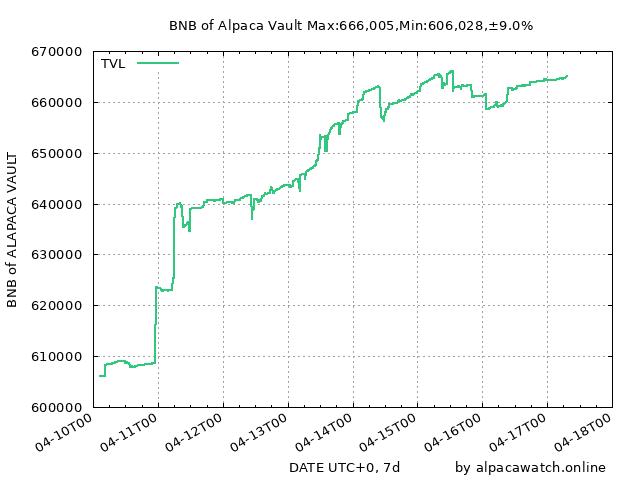 BNB of Alpaca Vault Max:666,005,Min:606,028,±9.0%
TVL
BNB of ALAPACA VAULT
670000
660000
650000
640000
630000
620000
610000
600000
04-10T00
04-11T00
04-12T00
04-13T00
04-14T00
04-15T00
04-16T00
04-17T00
04-18T00
DATE UTC+0, 7d
by alpacawatch.online